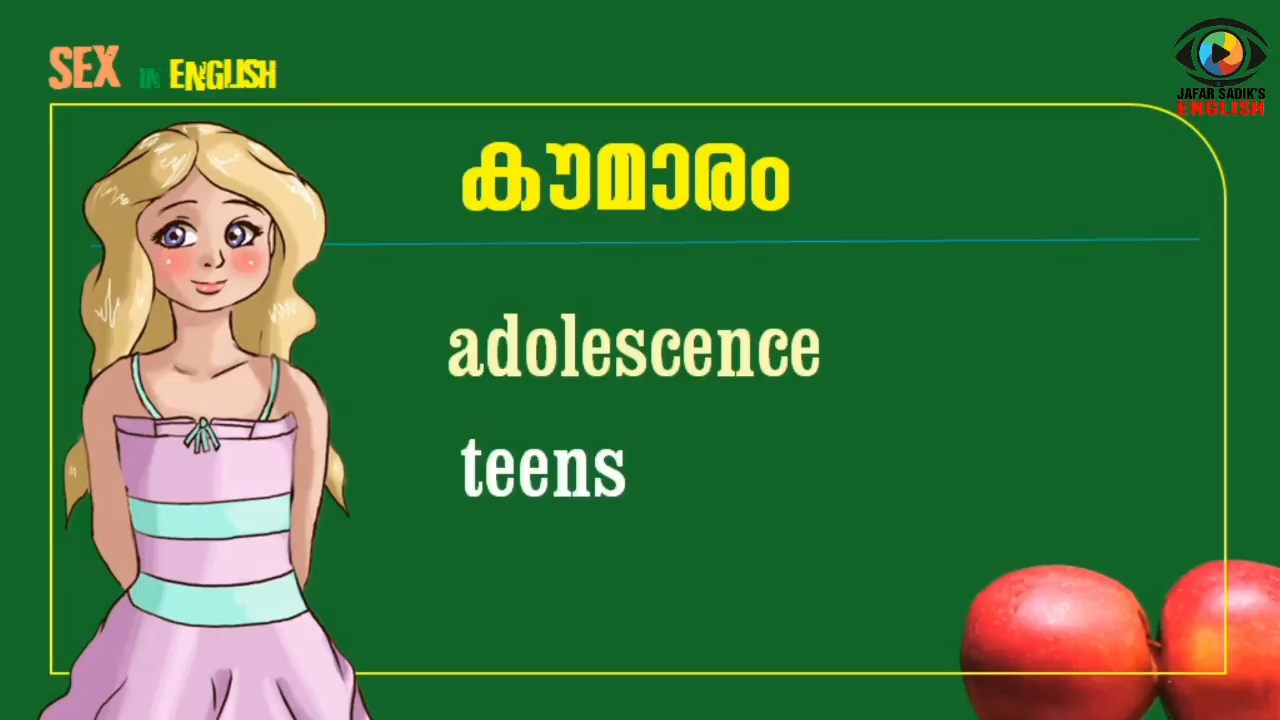 SEX IN ENGLISH
JAFAR SADIK'S
ENGLISH
കൗമാരം
adolescence
teens